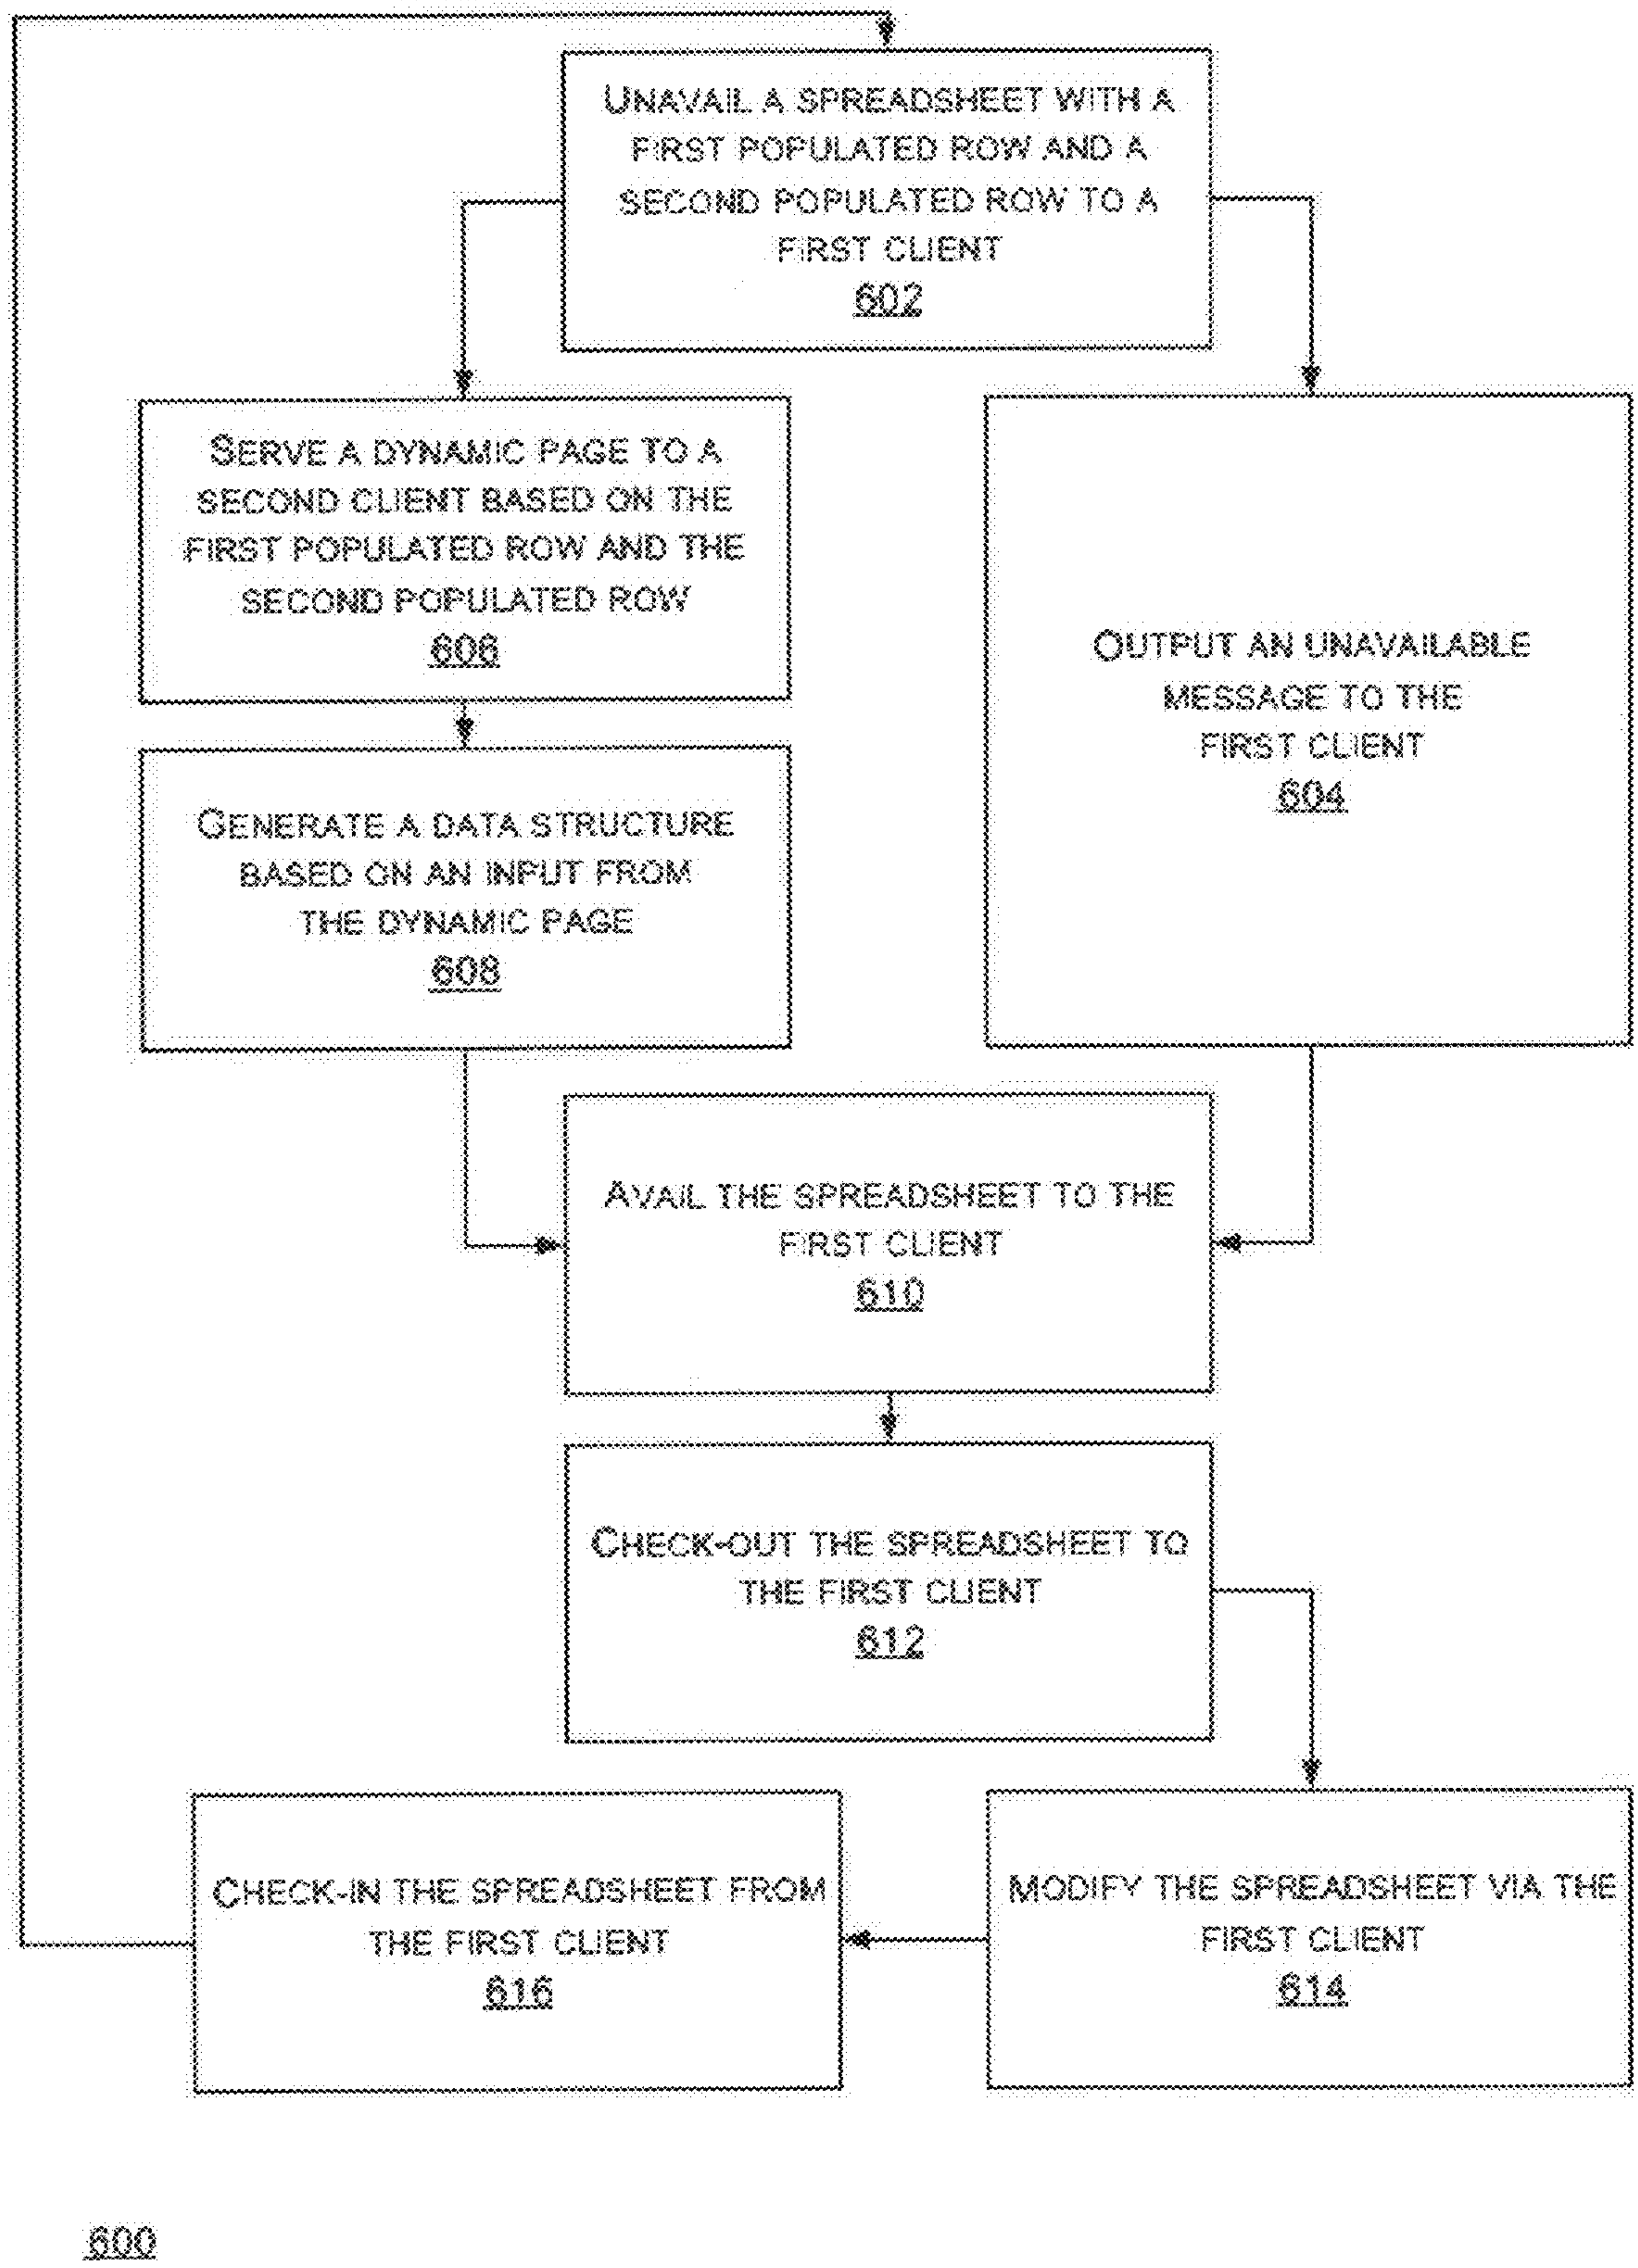 UNAVAIL A SPREADSHEET WITH A
FIRST POPULATED ROW AND A
SECOND POPULATED ROW TO A
FIRST CLIENT
602
SERVE A DYNAMIC PAGE TO A
SECOND CLIENT BASED ON THE
FIRST POPULATED ROW AND THE
SECOND POPULATED ROW
606
OUTPUT AN UNAVAILABLE
MESSAGE TO THE
FIRST CLIENT
604
GENERATE A DATA STRUCTURE
BASED ON AN INPUT FROM
THE DYNAMIC PAGE
608
AVAIL THE SPREADSHEET TO THE
FIRST CLIENT
610
CHECK-OUT THE SPREADSHEET TO
THE FIRST CLIENT
612
CHECK-IN THE SPREADSHEET FROM
THE FIRST CLIENT
616
MODIFY THE SPREADSHEET VIA THE
FIRST CLIENT
614
600